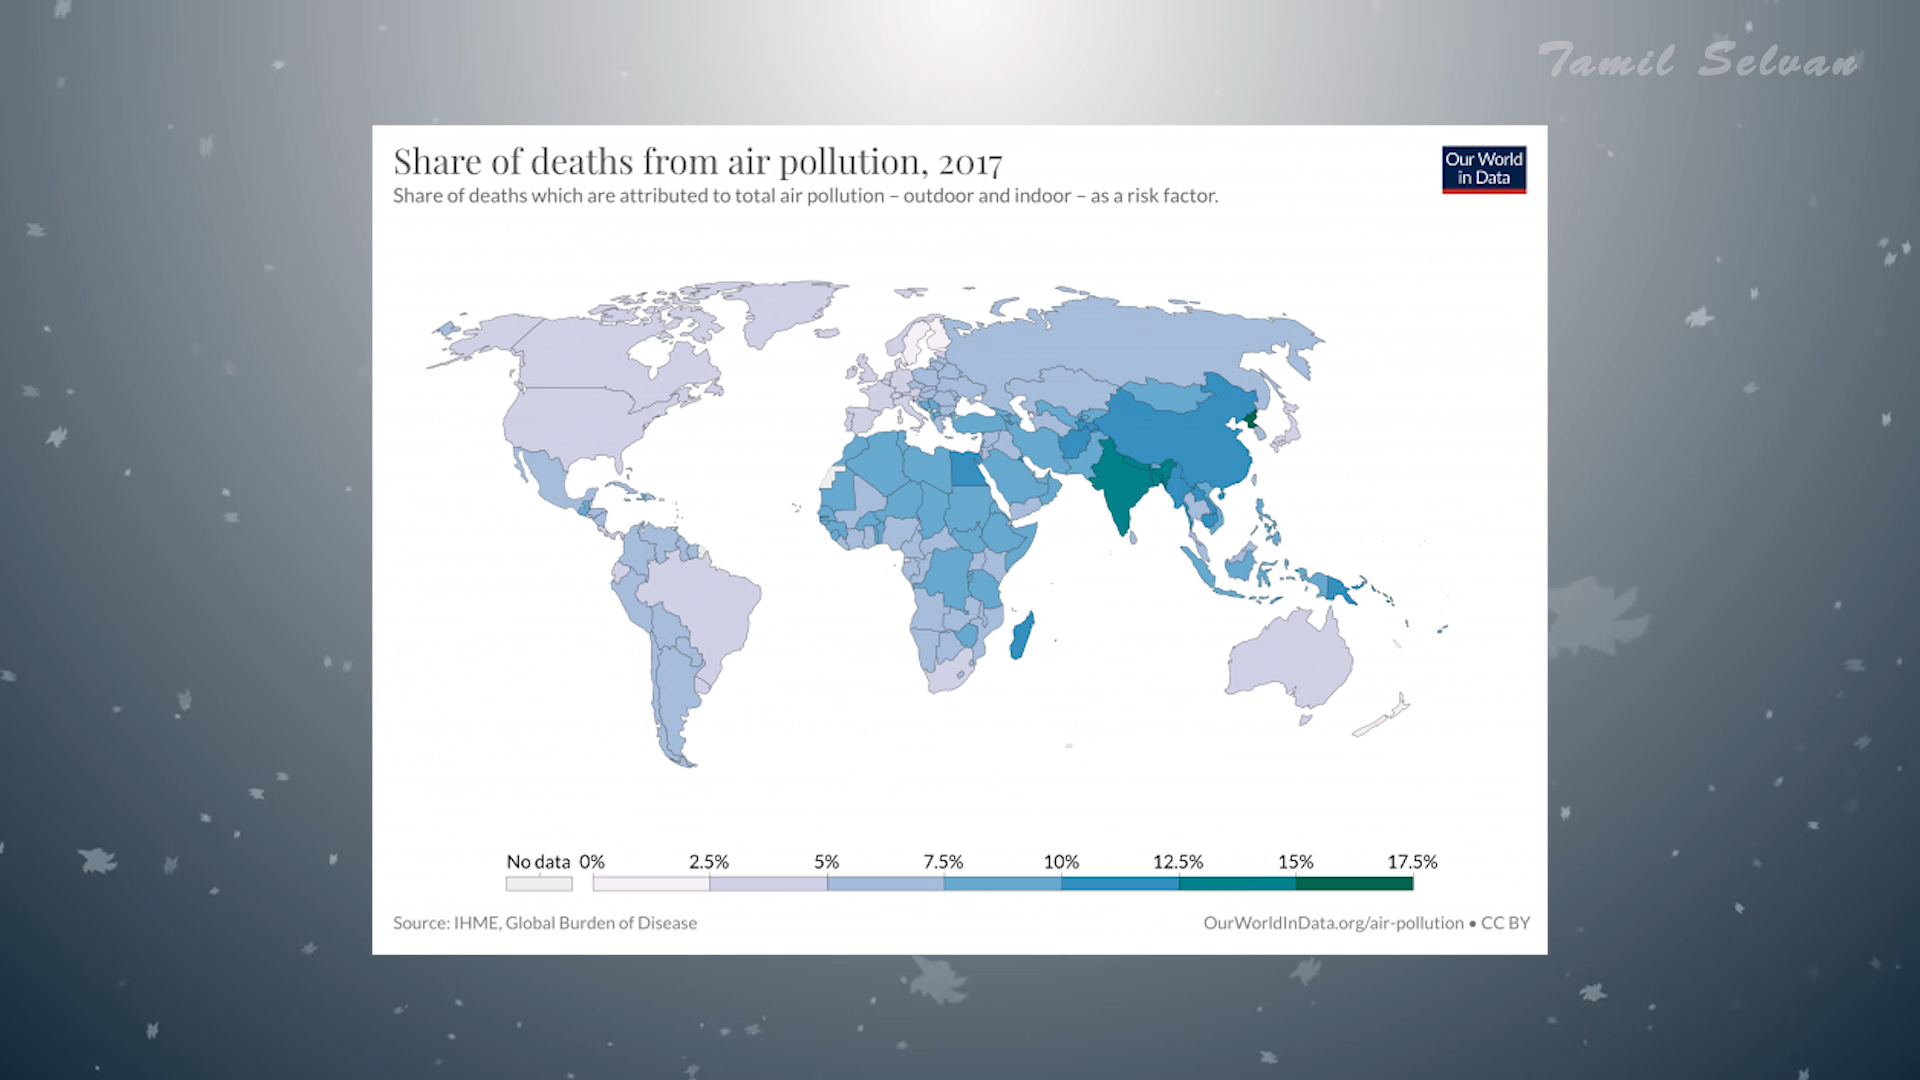 Tamil Selvan
Share of deaths from air pollution, 2017
Share of deaths which are attributed to total air pollution – outdoor and indoor – as a risk factor.
Our World
in Data
No data 0% 2.5% 5% 7.5% 10% 12.5% 15% 17.5%
Source: IHME, Global Burden of Disease
OurWorldInData.org/air-pollution • CC BY